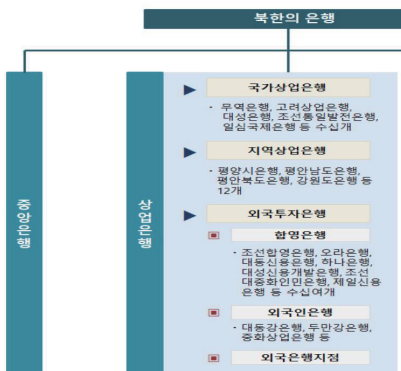 북한의 은행
중앙은행
상업은행
국가상업은행
· 무역은행, 고려상업은행,
대성은행, 조선통일발전은행,
일심국제은행 등 수십개
지역상업은행
· 평양시은행, 평안남도은행,
평안북도은행, 강원도은행 등
12개
외국투자은행
합영은행
· 조선합영은행, 오라은행,
대동신용은행, 하나은행,
대성신용개발은행, 조선
대중화인민은행, 제일신용
은행 등 수십여개
외국인은행
· 대동강은행, 두만강은행,
중화상업은행 등
외국은행지점